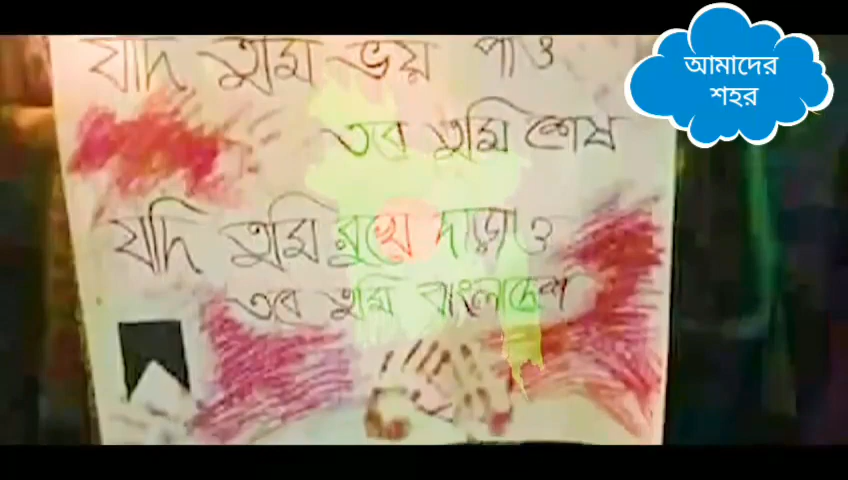 যদি তুমি ভয় পাও
তবে তুমি শেষ
যদি তুমি রুখে দাড়াও
তবে তুমি বাংলাদেশ
আমাদের
শহর